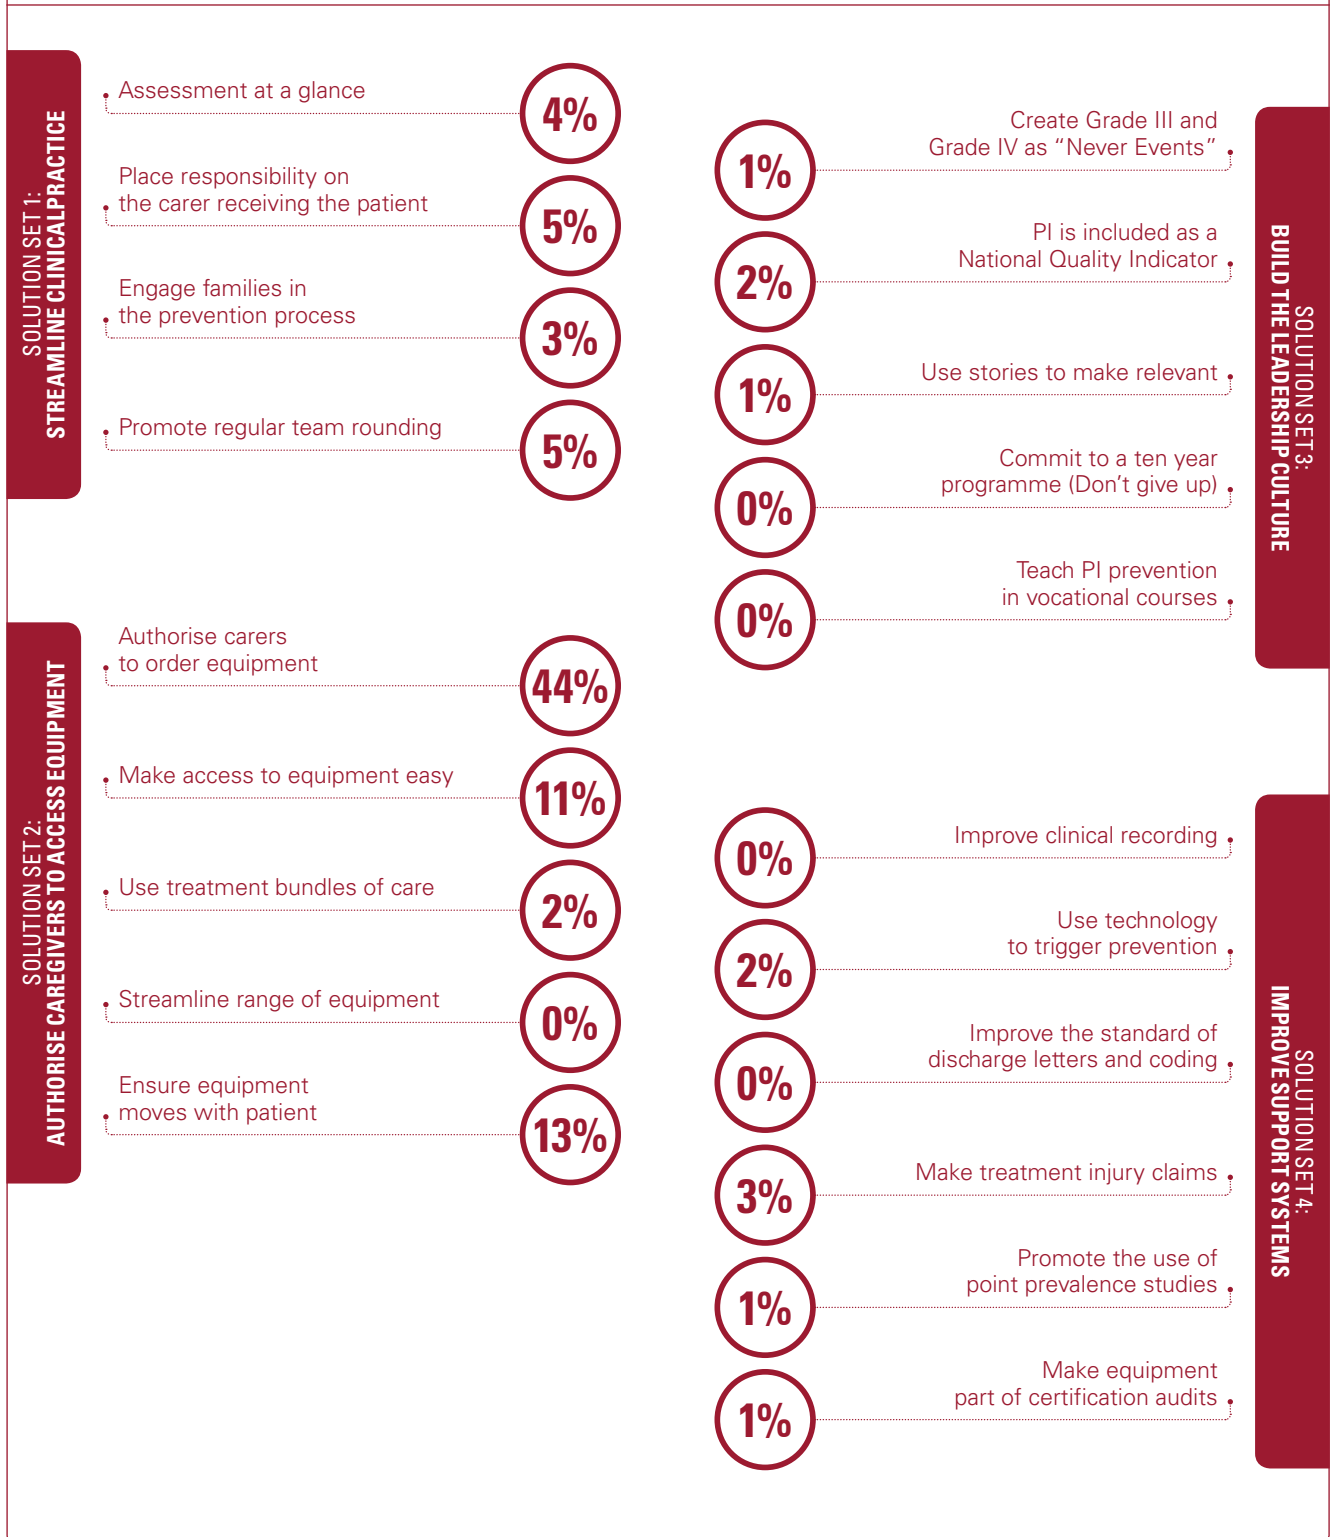 SOLUTION SET 1:
STREAMLINE CLINICALPRACTICE
Assessment at a glance
4%
Place responsibility on
the carer receiving the patient
5%
Engage families in
the prevention process
3%
Promote regular team rounding
5%
SOLUTION SET 2:
AUTHORISE CAREGIVERS TO ACCESS EQUIPMENT
Authorise carers
to order equipment
44%
Make access to equipment easy
11%
Use treatment bundles of care
2%
Streamline range of equipment
0%
Ensure equipment
moves with patient
13%
SOLUTION SET 3:
BUILD THE LEADERSHIP CULTURE
Create Grade III and
Grade IV as “Never Events”
1%
PI is included as a
National Quality Indicator
2%
Use stories to make relevant
1%
Commit to a ten year
programme (Don’t give up)
0%
Teach PI prevention
in vocational courses
0%
SOLUTION SET 4:
IMPROVE SUPPORT SYSTEMS
Improve clinical recording
0%
Use technology
to trigger prevention
2%
Improve the standard of
discharge letters and coding
0%
Make treatment injury claims
3%
Promote the use of
point prevalence studies
1%
Make equipment
part of certification audits
1%